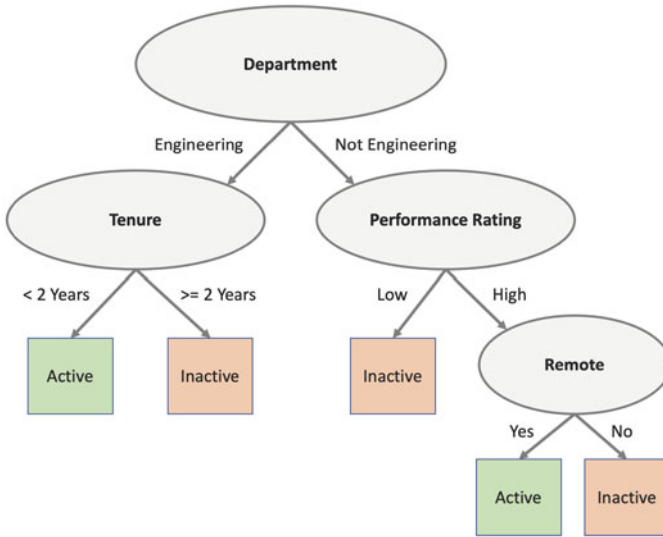 Department
Engineering
Not Engineering
Tenure
Performance Rating
< 2 Years
>= 2 Years
Low
High
Active
Inactive
Inactive
Remote
Yes
No
Active
Inactive